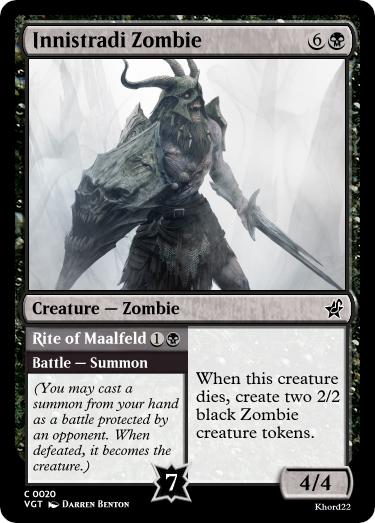 Innistradi Zombie 6
Creature — Zombie
Rite of Maalfeld 1
Battle — Summon
(You may cast a
summon from your hand
as a battle protected by
an opponent. When
defeated, it becomes the
creature.)
7
When this creature
dies, create two 2/2
black Zombie
creature tokens.
4/4
C 0020
VGT DARREN BENTON
Khord22